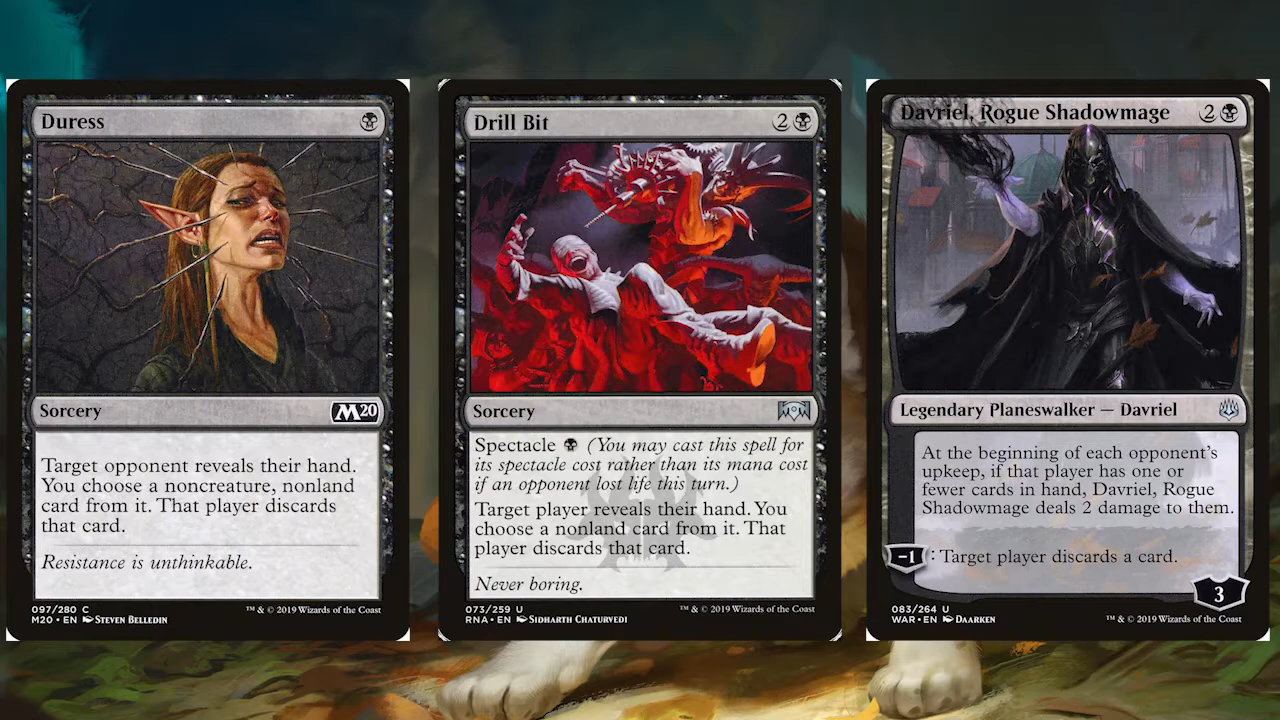 Duress
Sorcery
M20
Target opponent reveals their hand.
You choose a noncreature, nonland
card from it. That player discards
that card.
Resistance is unthinkable.
097/280 C
M20 • EN Steven Belledin
™ & © 2019 Wizards of the Coast
Drill Bit
2
Sorcery
Spectacle (You may cast this spell for
its spectacle cost rather than its mana cost
if an opponent lost life this turn.)
Target player reveals their hand. You
choose a nonland card from it. That
player discards that card.
Never boring.
073/259 U
RNA • EN Sidharth Chaturvedi
™ & © 2019 Wizards of the Coast
Davriel, Rogue Shadowmage
2
Legendary Planeswalker — Davriel
At the beginning of each opponent's
upkeep, if that player has one or
fewer cards in hand, Davriel, Rogue
Shadowmage deals 2 damage to them.
-1 : Target player discards a card.
3
083/264 U
WAR • EN Daarken
™ & © 2019 Wizards of the Coast